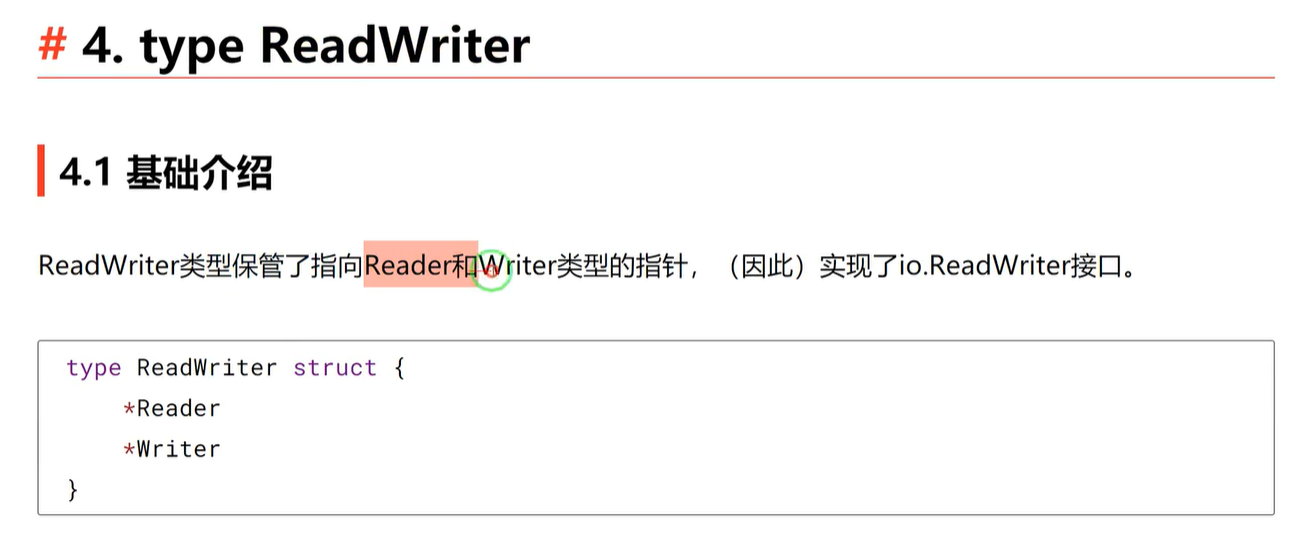 # 4. type ReadWriter
4.1 基础介绍
ReadWriter类型保管了指向Reader和Writer类型的指针，（因此）实现了io.ReadWriter接口。
type ReadWriter struct {
    *Reader
    *Writer
}